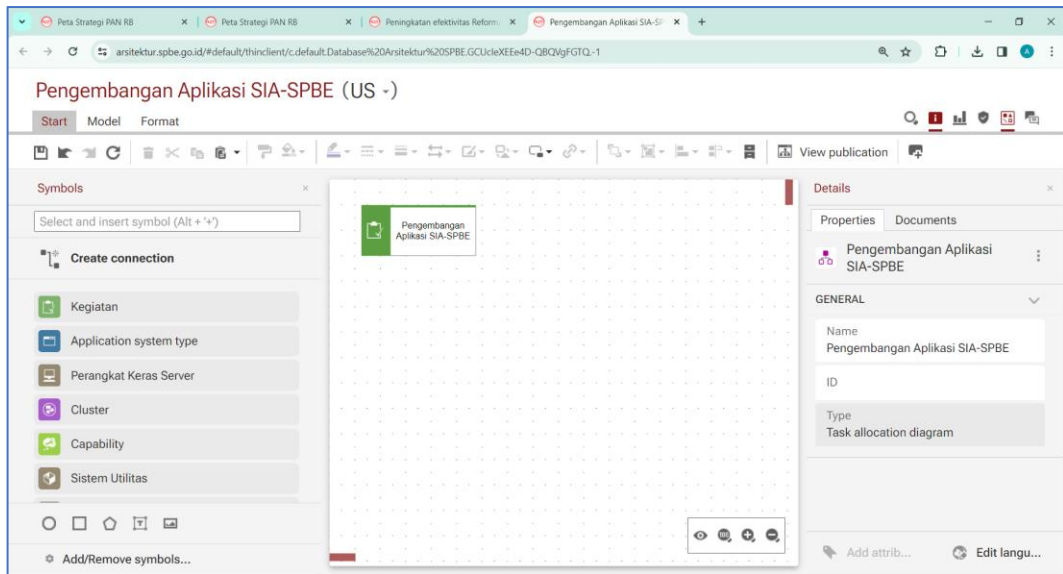 Peta Strategi PAN RB
Peta Strategi PAN RB
Peningkatan efektivitas Reform
Pengembangan Aplikasi SIA-SP
arsitektur.spbe.go.id/#default/thinclient/c.default.Database%20Arsitektur%20SPBE.GCUcIeXEEe4D-QBQVgFGTQ.-1
Pengembangan Aplikasi SIA-SPBE (US -)
Start Model Format
View publication
Symbols
Select and insert symbol (Alt + '+')
Create connection
Kegiatan
Application system type
Perangkat Keras Server
Cluster
Capability
Sistem Utilitas
Add/Remove symbols...
Pengembangan
Aplikasi SIA-SPBE
Details
Properties Documents
Pengembangan Aplikasi
SIA-SPBE
GENERAL
Name
Pengembangan Aplikasi SIA-SPBE
ID
Type
Task allocation diagram
Add attrib...
Edit langu...